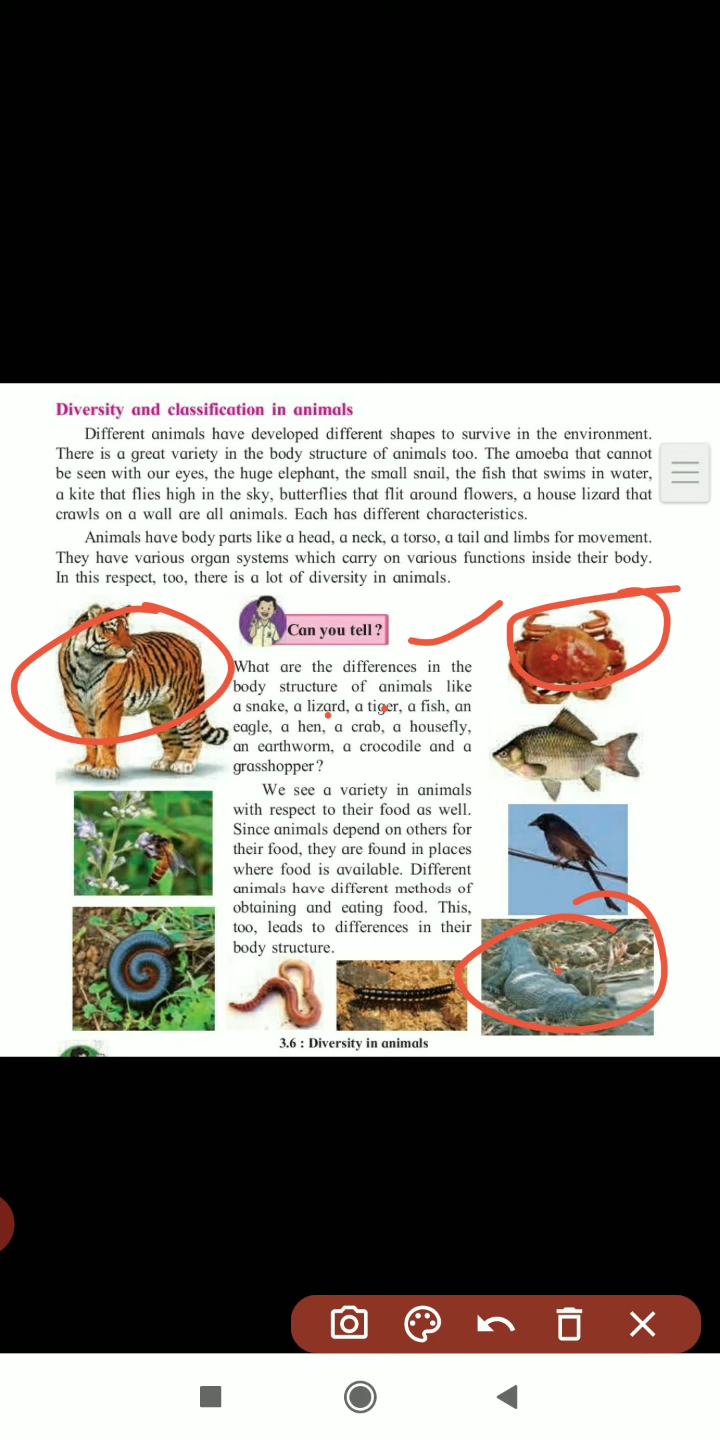 Diversity and classification in animals
Different animals have developed different shapes to survive in the environment.
There is a great variety in the body structure of animals too. The amoeba that cannot
be seen with our eyes, the huge elephant, the small snail, the fish that swims in water,
a kite that flies high in the sky, butterflies that flit around flowers, a house lizard that
crawls on a wall are all animals. Each has different characteristics.
Animals have body parts like a head, a neck, a torso, a tail and limbs for movement.
They have various organ systems which carry on various functions inside their body.
In this respect, too, there is a lot of diversity in animals.
Can you tell?
What are the differences in the
body structure of animals like
a snake, a lizard, a tiger, a fish, an
eagle, a hen, a crab, a housefly,
an earthworm, a crocodile and a
grasshopper?
We see a variety in animals
with respect to their food as well.
Since animals depend on others for
their food, they are found in places
where food is available. Different
animals have different methods of
obtaining and eating food. This,
too, leads to differences in their
body structure.
3.6 : Diversity in animals